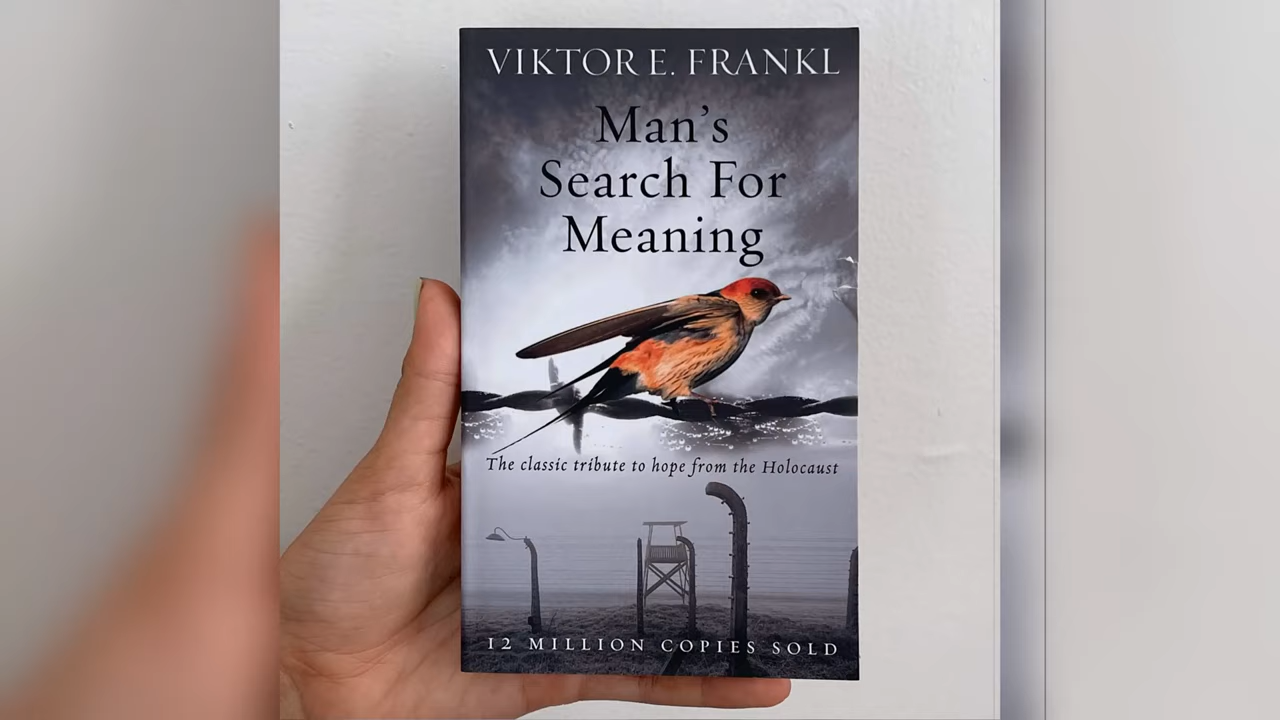 VIKTOR E. FRANKL
Man's
Search For
Meaning
The classic tribute to hope from the Holocaust
12 MILLION COPIES SOLD